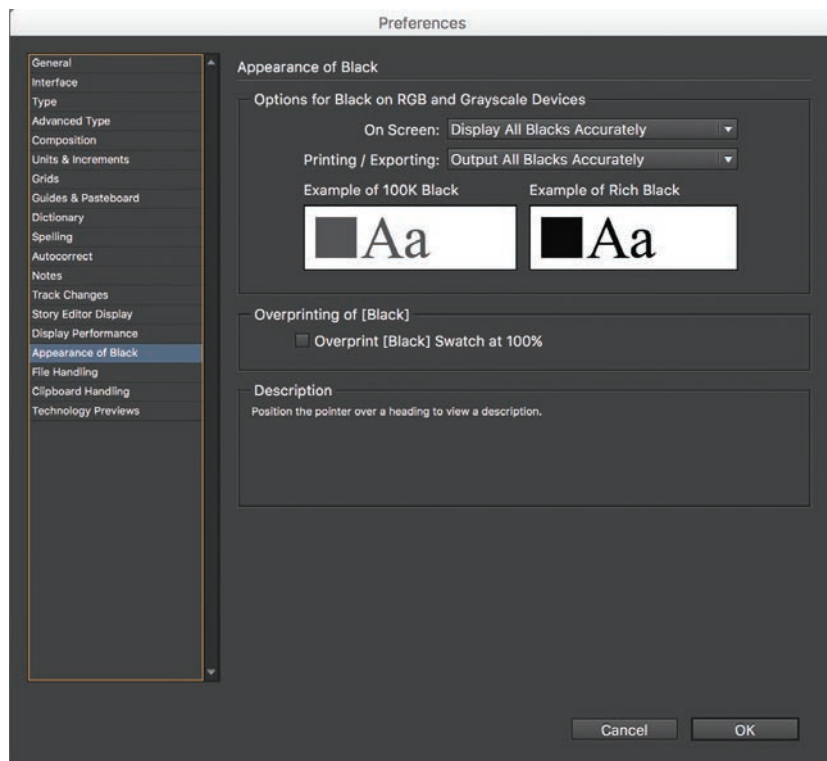 Preferences
General
Interface
Type
Advanced Type
Composition
Units & Increments
Grids
Guides & Pasteboard
Dictionary
Spelling
Autocorrect
Notes
Track Changes
Story Editor Display
Display Performance
Appearance of Black
File Handling
Clipboard Handling
Technology Previews
Appearance of Black
Options for Black on RGB and Grayscale Devices
On Screen: Display All Blacks Accurately
Printing / Exporting: Output All Blacks Accurately
Example of 100K Black Example of Rich Black
Aa Aa
Overprinting of [Black]
Overprint [Black] Swatch at 100%
Description
Position the pointer over a heading to view a description.
Cancel OK